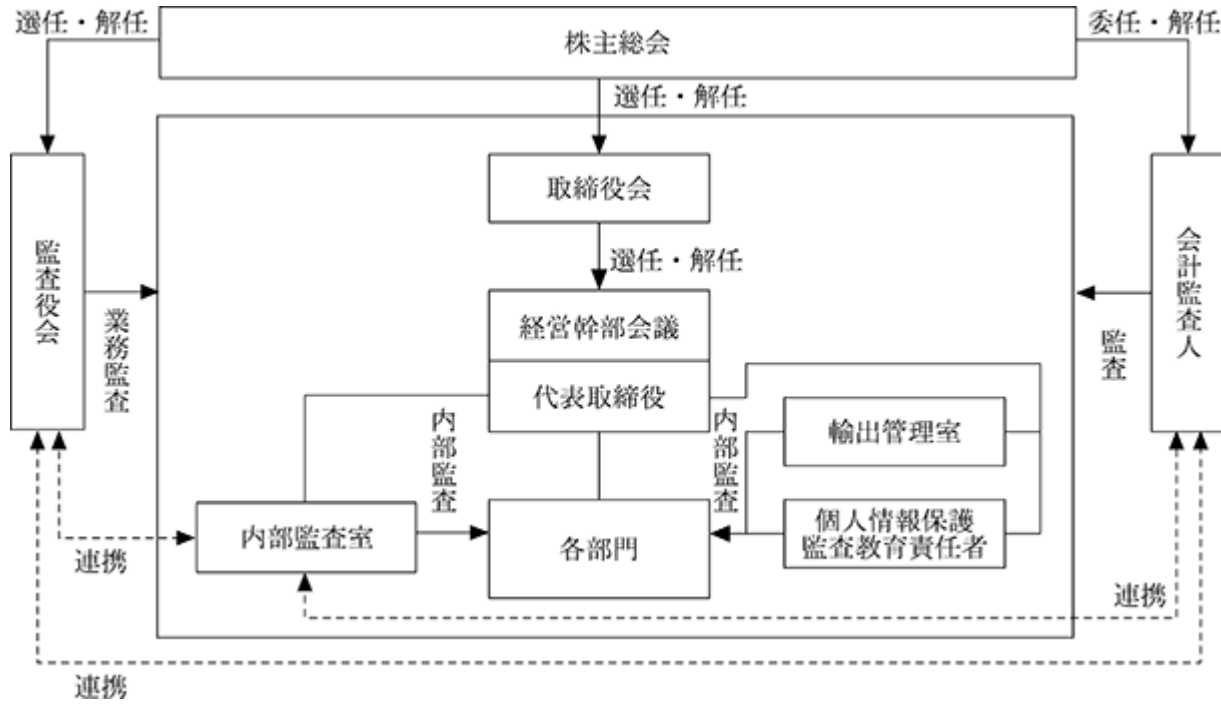 選任・解任
株主総会
委任・解任
選任・解任
取締役会
選任・解任
監査役会
業務監査
会計監査人
監査
経営幹部会議
代表取締役
内部監査
内部監査
輸出管理室
内部監査室
各部門
個人情報保護
監査教育責任者
連携
連携
連携